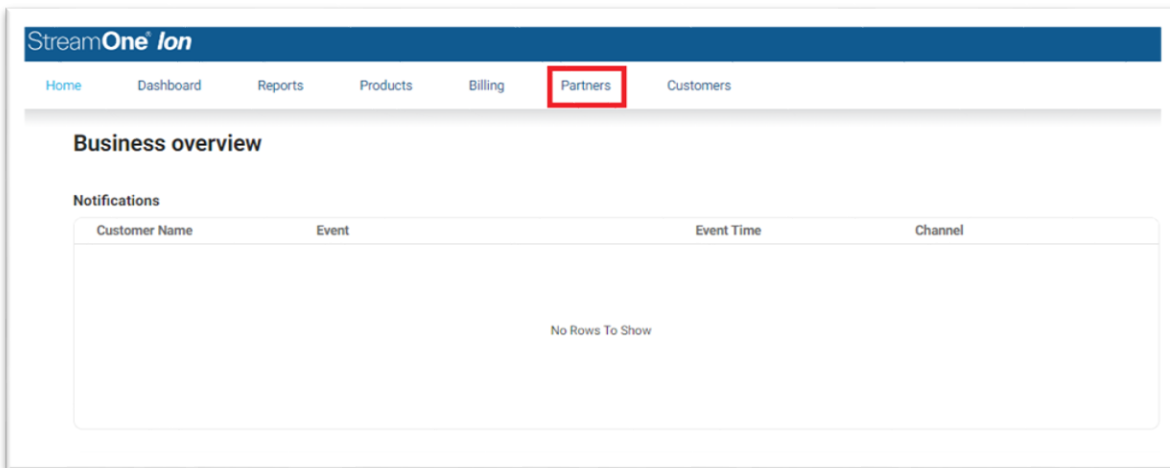 StreamOne® Ion
Home Dashboard Reports Products Billing Partners Customers
Business overview
Notifications
Customer Name Event Event Time Channel
No Rows To Show